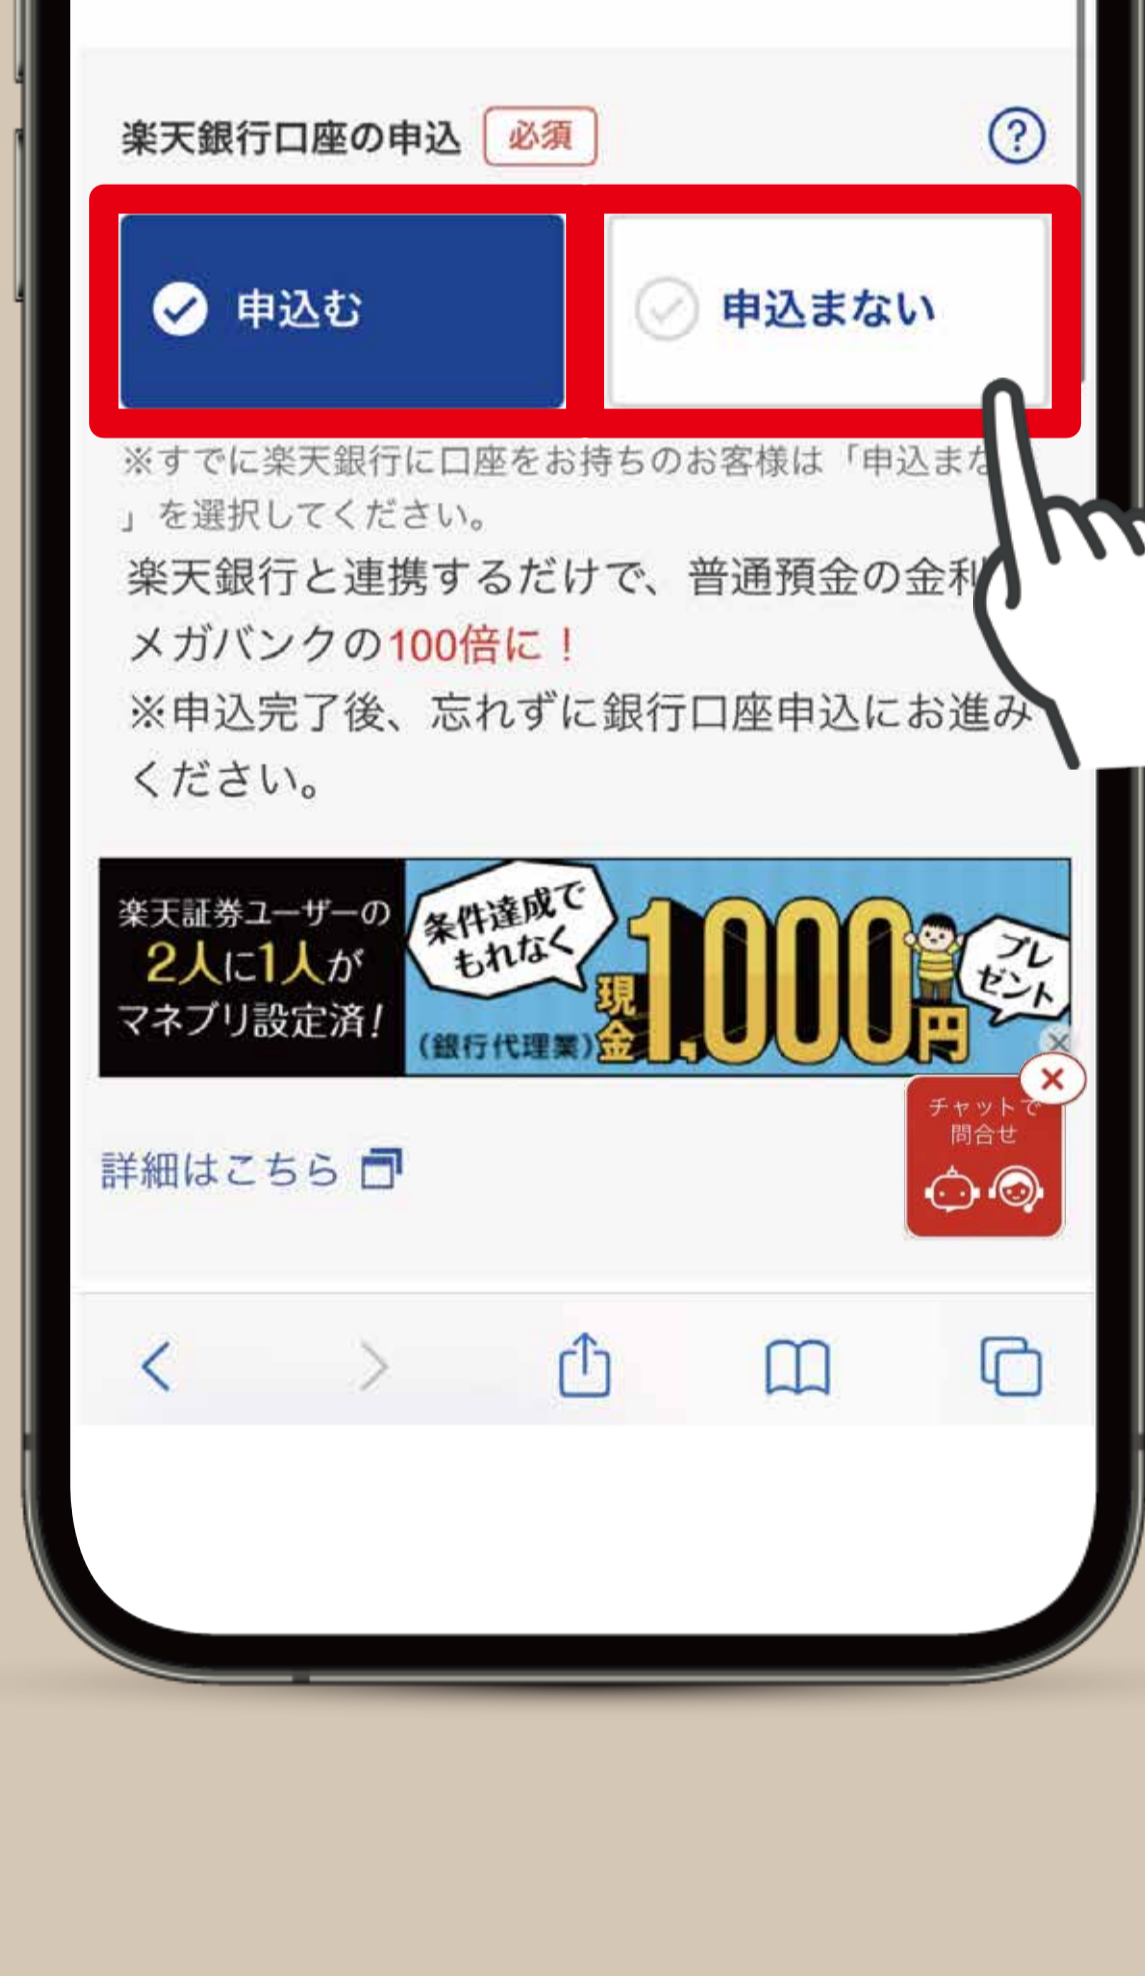 楽天銀行口座の申込 必須 ?
申込む 申込まない
※すでに楽天銀行に口座をお持ちのお客様は「申込まな
」を選択してください。
楽天銀行と連携するだけで、普通預金の金利
メガバンクの100倍に！
※申込完了後、忘れずに銀行口座申込にお進み
ください。
楽天証券ユーザーの
2人に1人が
マネブリ設定済!
条件達成で
もれなく
(銀行代理業)
現金1,000円
プレ
ゼント
チャットで
問合せ
詳細はこちら